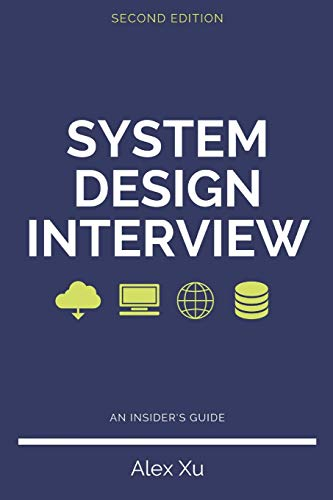 SECOND EDITION
SYSTEM
DESIGN
INTERVIEW
AN INSIDER'S GUIDE
Alex Xu